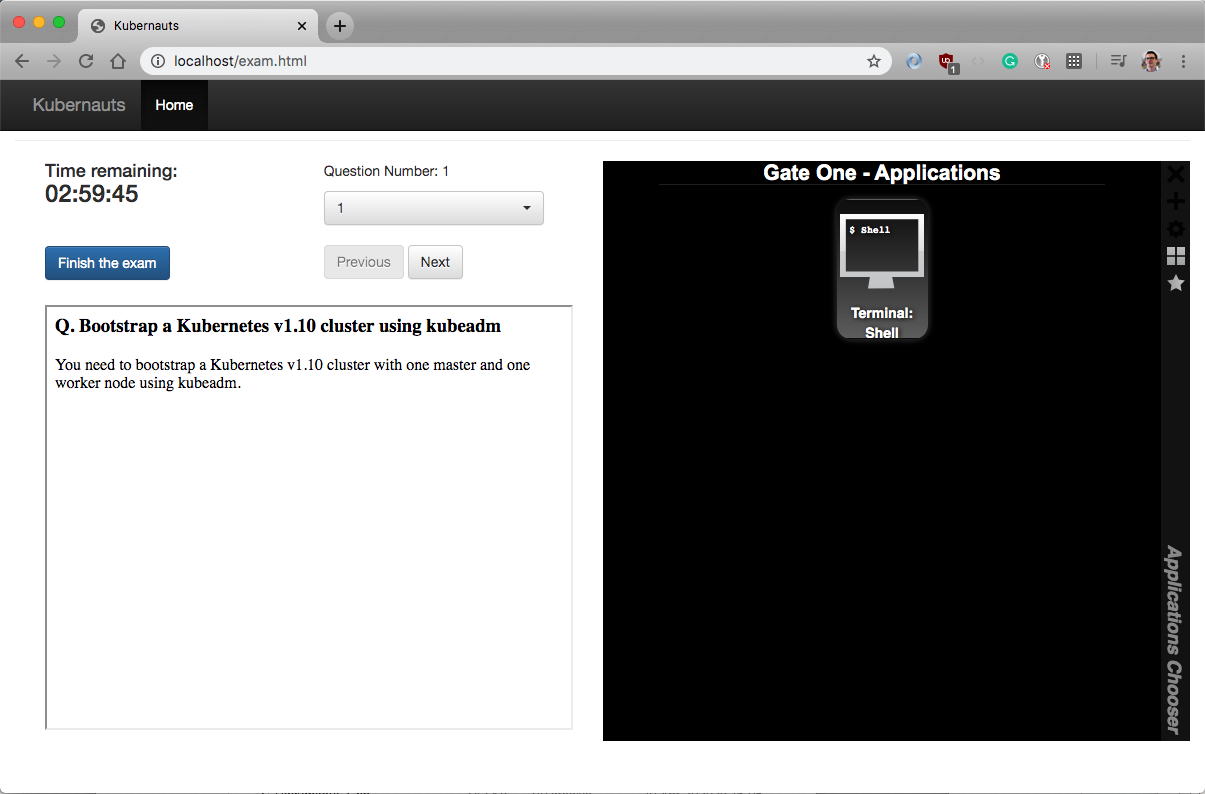 Kubernauts
localhost/exam.html
1
Kubernauts Home
Time remaining:
02:59:45
Question Number: 1
1
Finish the exam
Previous
Next
Q. Bootstrap a Kubernetes v1.10 cluster using kubeadm
You need to bootstrap a Kubernetes v1.10 cluster with one master and one
worker node using kubeadm.
Gate One - Applications
$ Shell
Terminal:
Shell
Applications Chooser